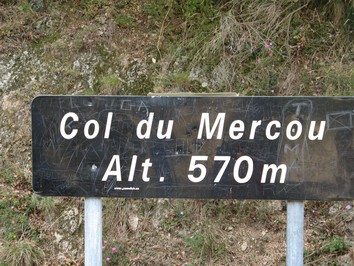 Col du Mercou
Alt. 570m